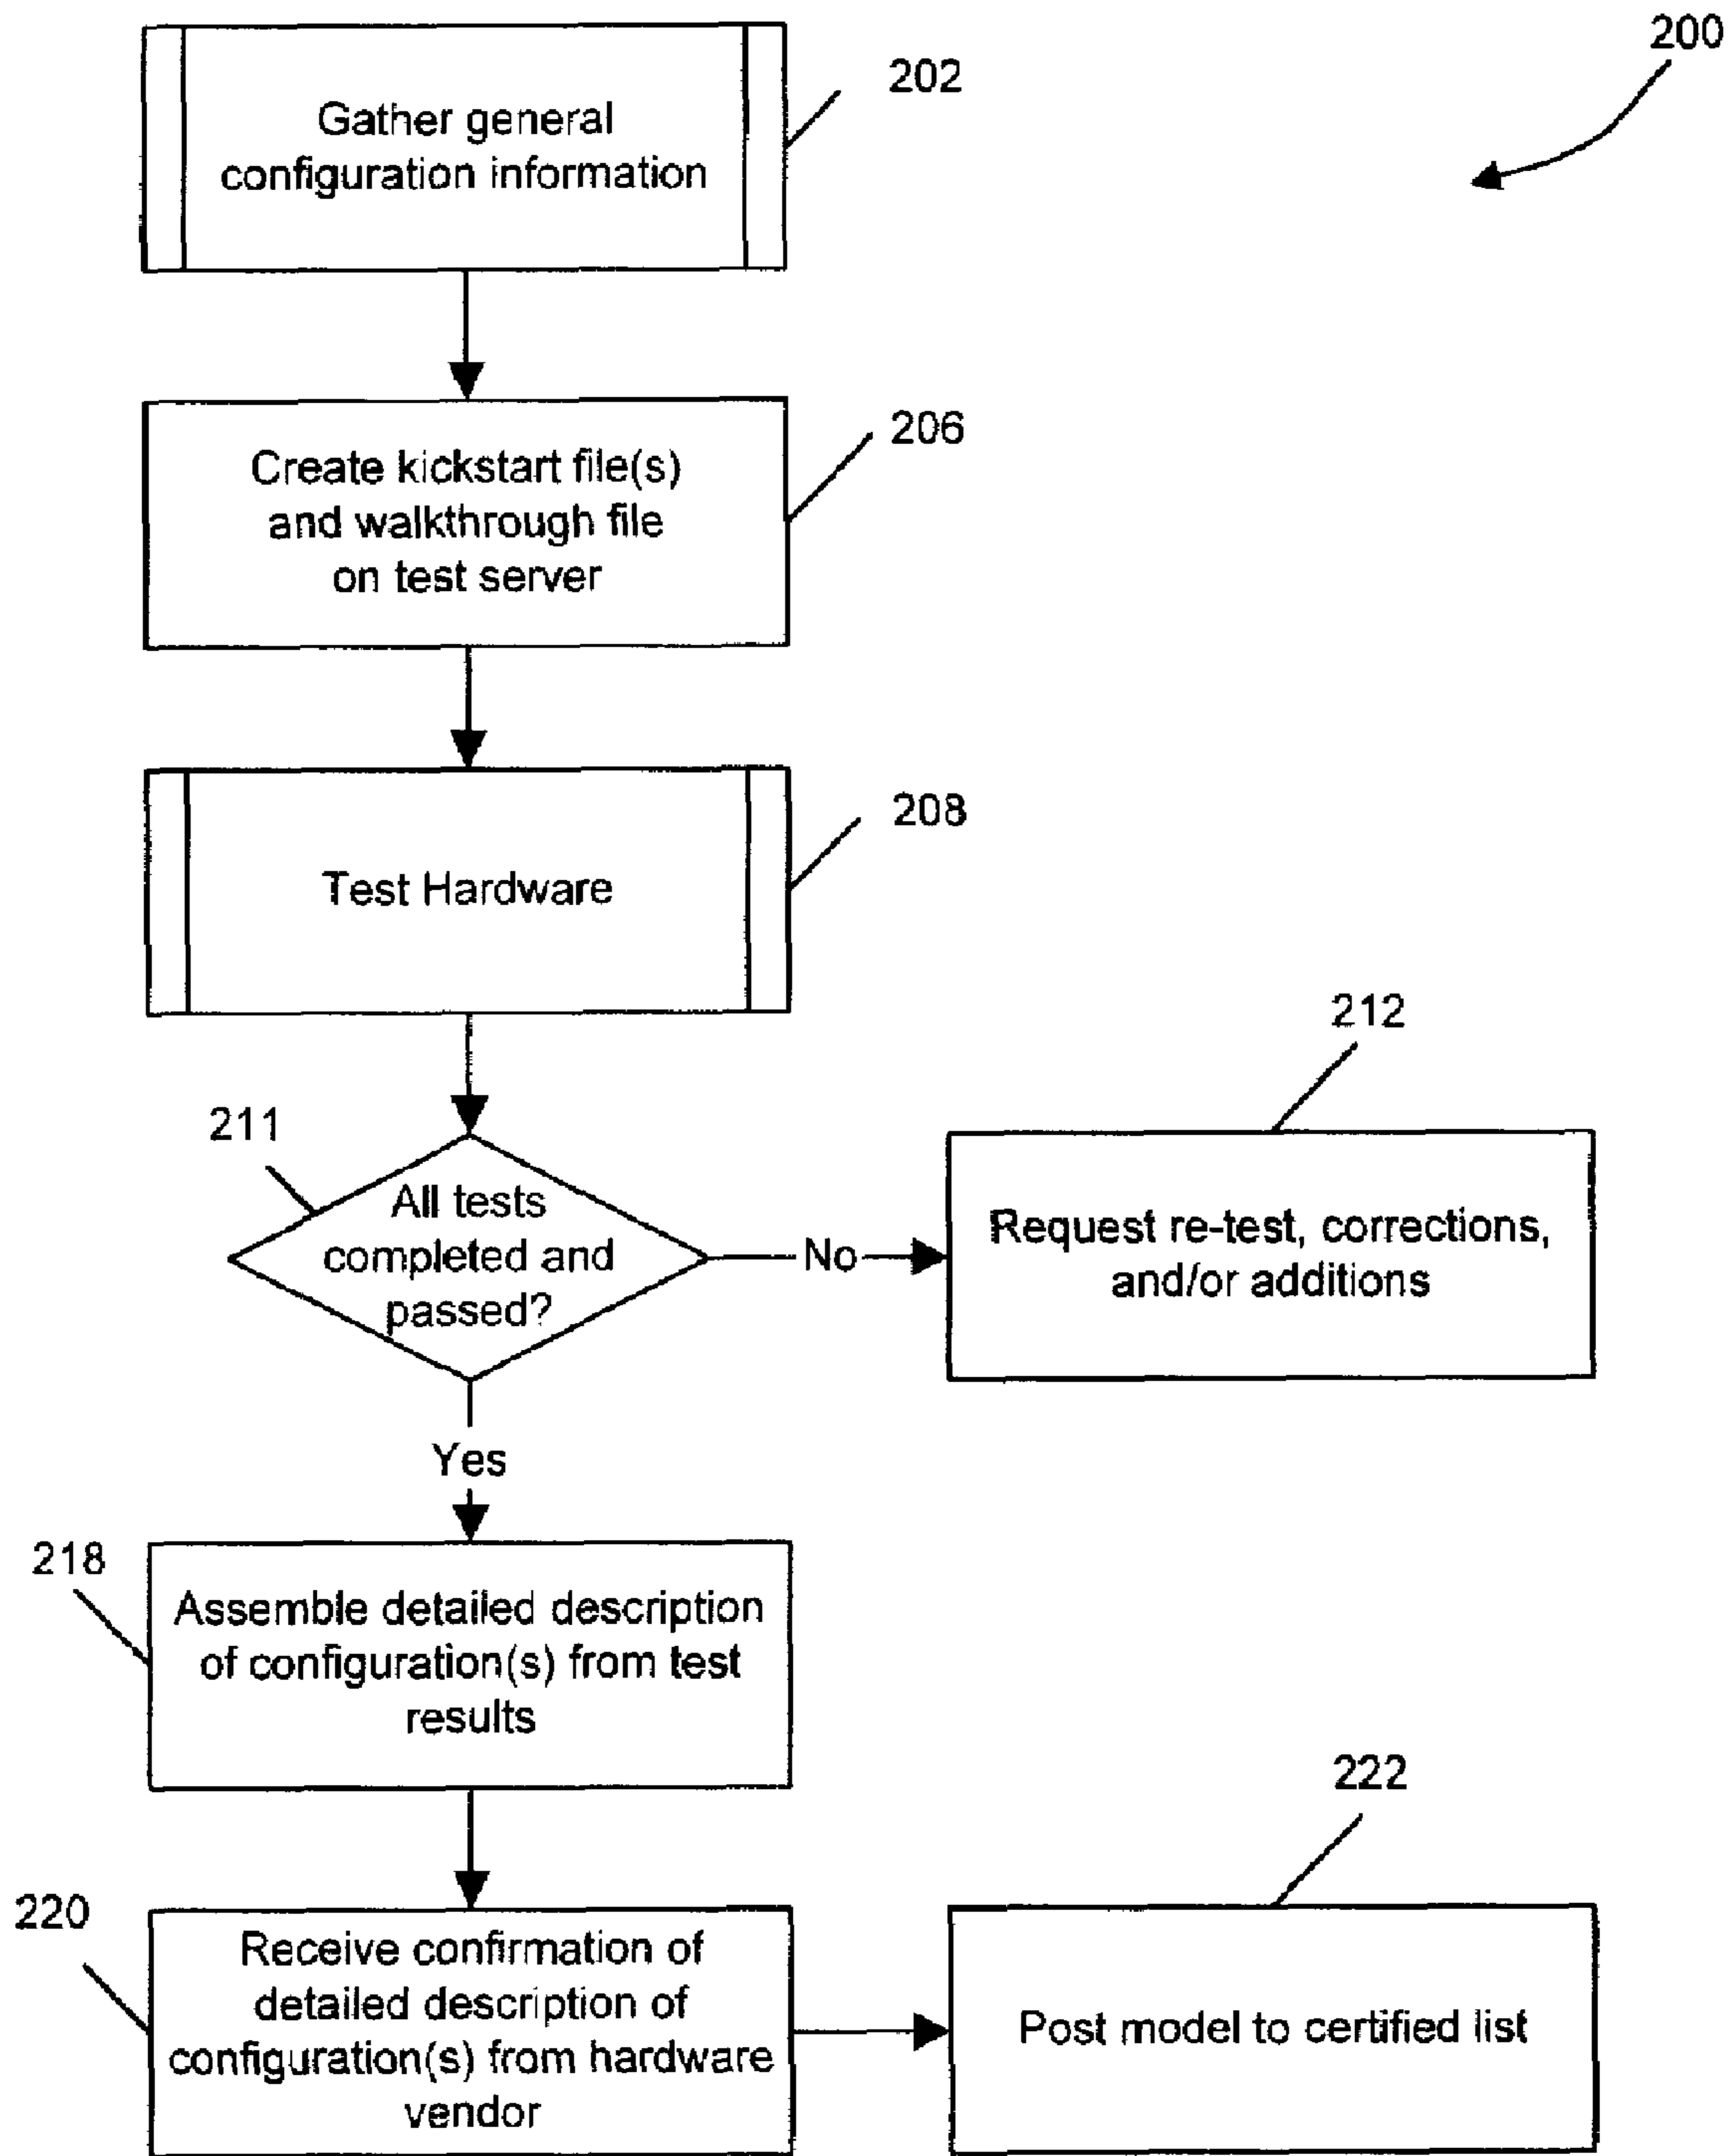 200
202
Gather general
configuration information
206
Create kickstart file(s)
and walkthrough file
on test server
208
Test Hardware
212
211
All tests
completed and
passed?
No
Request re-test, corrections,
and/or additions
Yes
218
Assemble detailed description
of configuration(s) from test
results
222
220
Receive confirmation of
detailed description of
configuration(s) from hardware
vendor
Post model to certified list